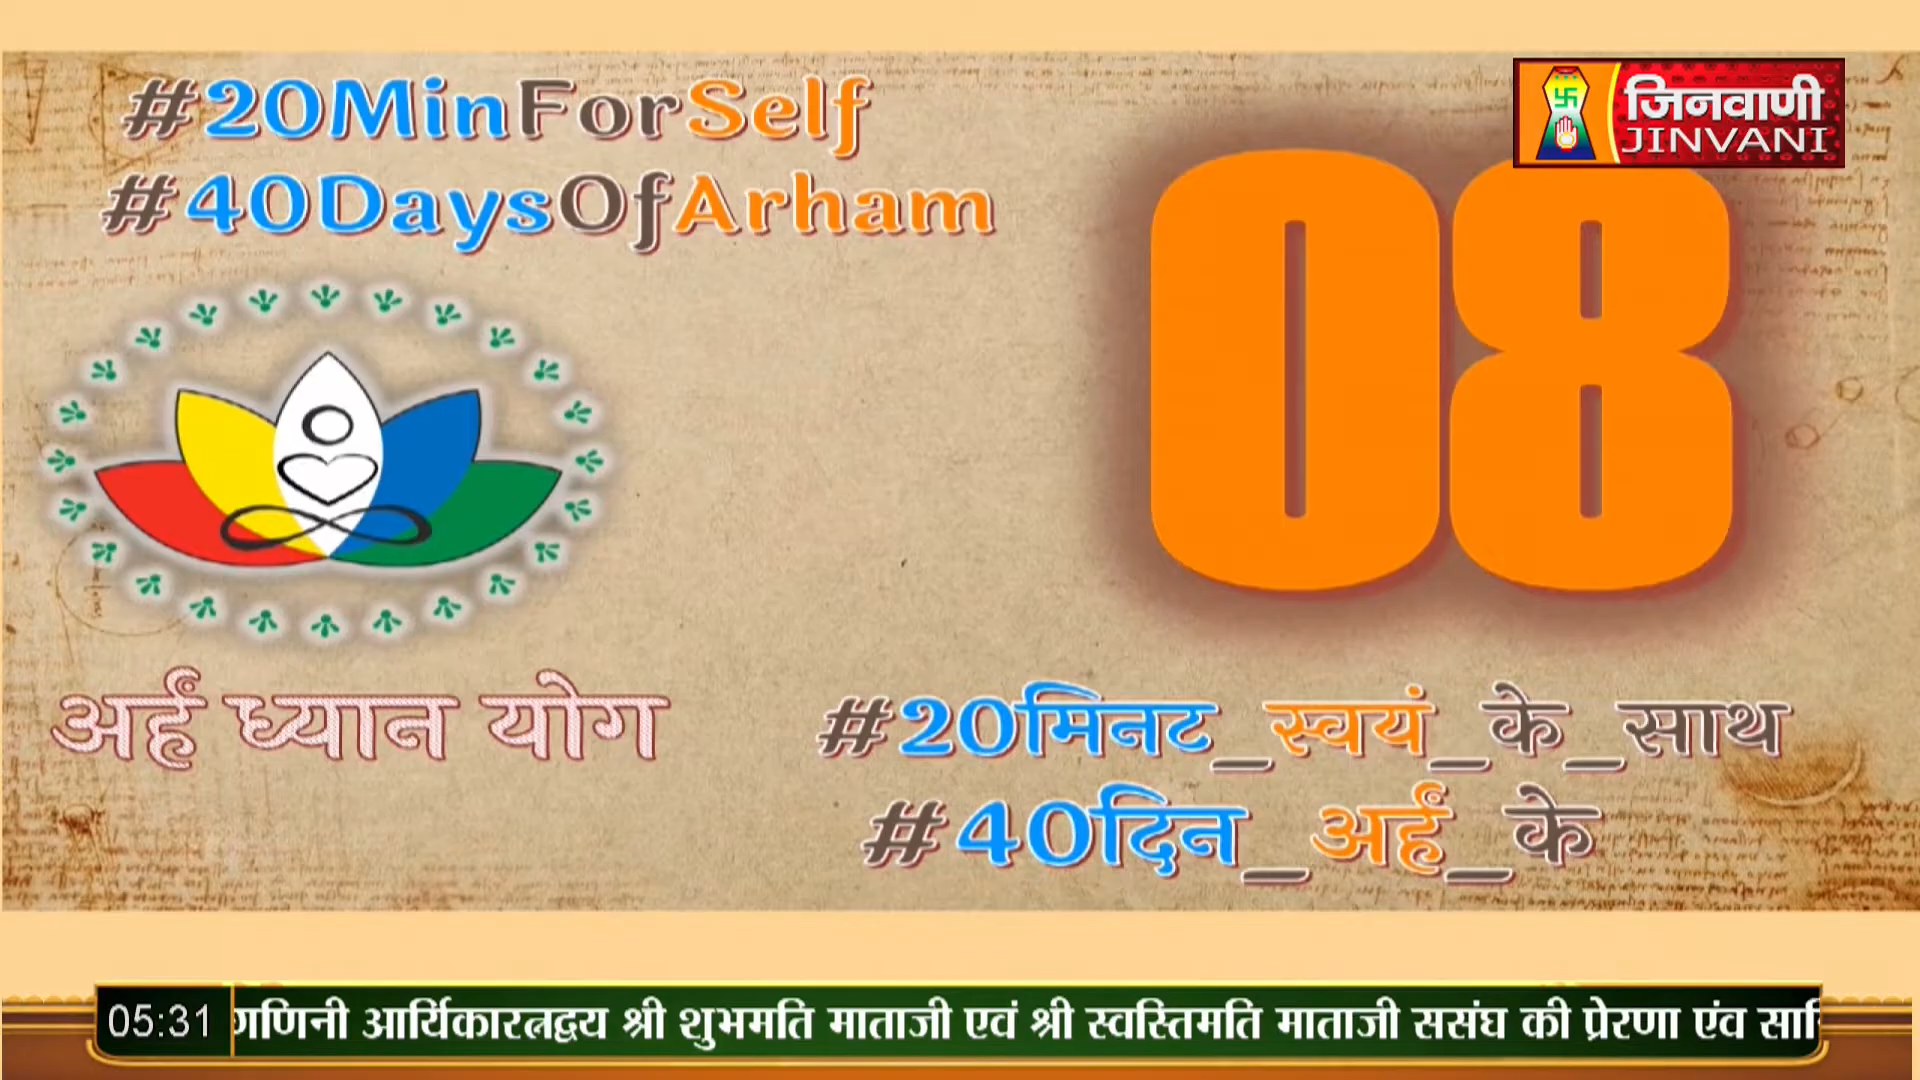 #20MinForSelf
#40DaysOfArham
जिनवाणी
JINVANI
08
अर्हं ध्यान योग
#20मिनट_स्वयं_के_साथ
#40दिन_अर्हं_के
05:31
गणिनी आर्यिकारत्नद्वय श्री शुभमति माताजी एवं श्री स्वस्तिमति माताजी ससंघ की प्रेरणा एंव